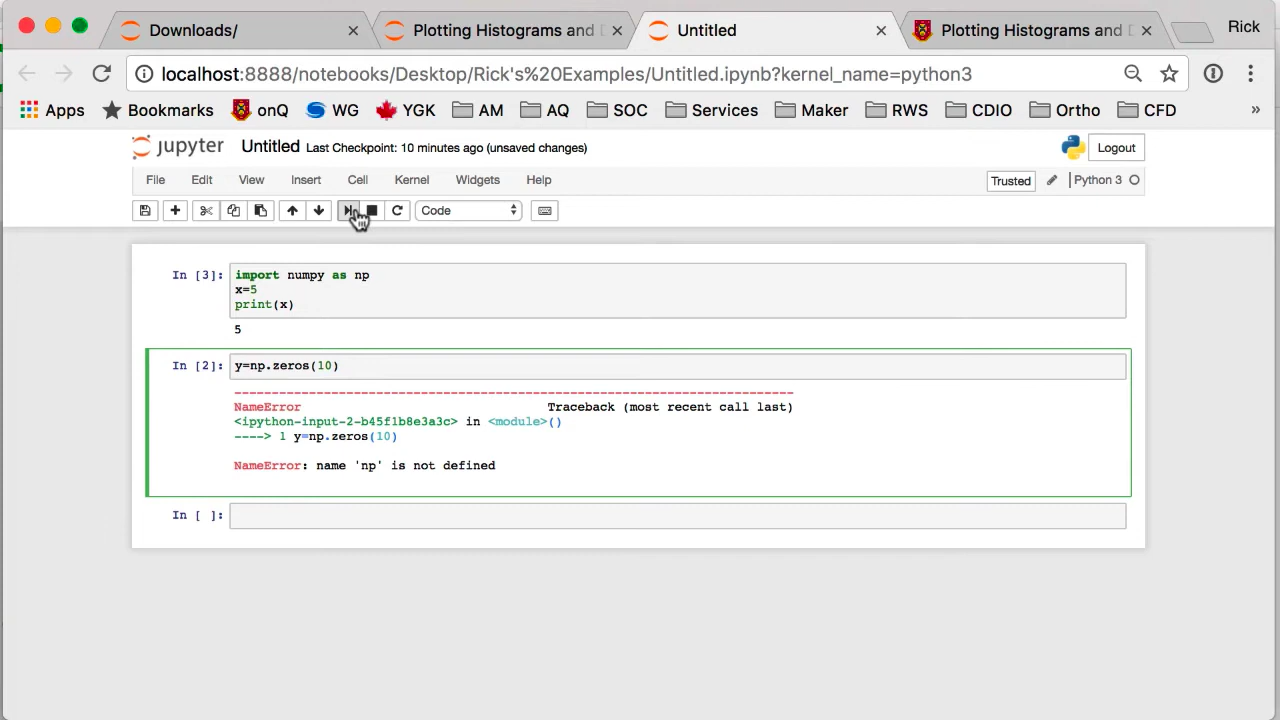 Downloads/
Plotting Histograms and D
Untitled
Plotting Histograms and D
Rick
localhost:8888/notebooks/Desktop/Rick's%20Examples/Untitled.ipynb?kernel_name=python3
Apps Bookmarks onQ WG YGK AM AQ SOC Services Maker RWS CDIO Ortho CFD »
jupyter Untitled Last Checkpoint: 10 minutes ago (unsaved changes) Logout
File Edit View Insert Cell Kernel Widgets Help Trusted Python 3
Code
In [3]: import numpy as np
x=5
print(x)
5
In [2]: y=np.zeros(10)
---------------------------------------------------------------------------
NameError Traceback (most recent call last)
<ipython-input-2-b45f1b8e3a3c> in <module>()
----> 1 y=np.zeros(10)
NameError: name 'np' is not defined
In [ ]: